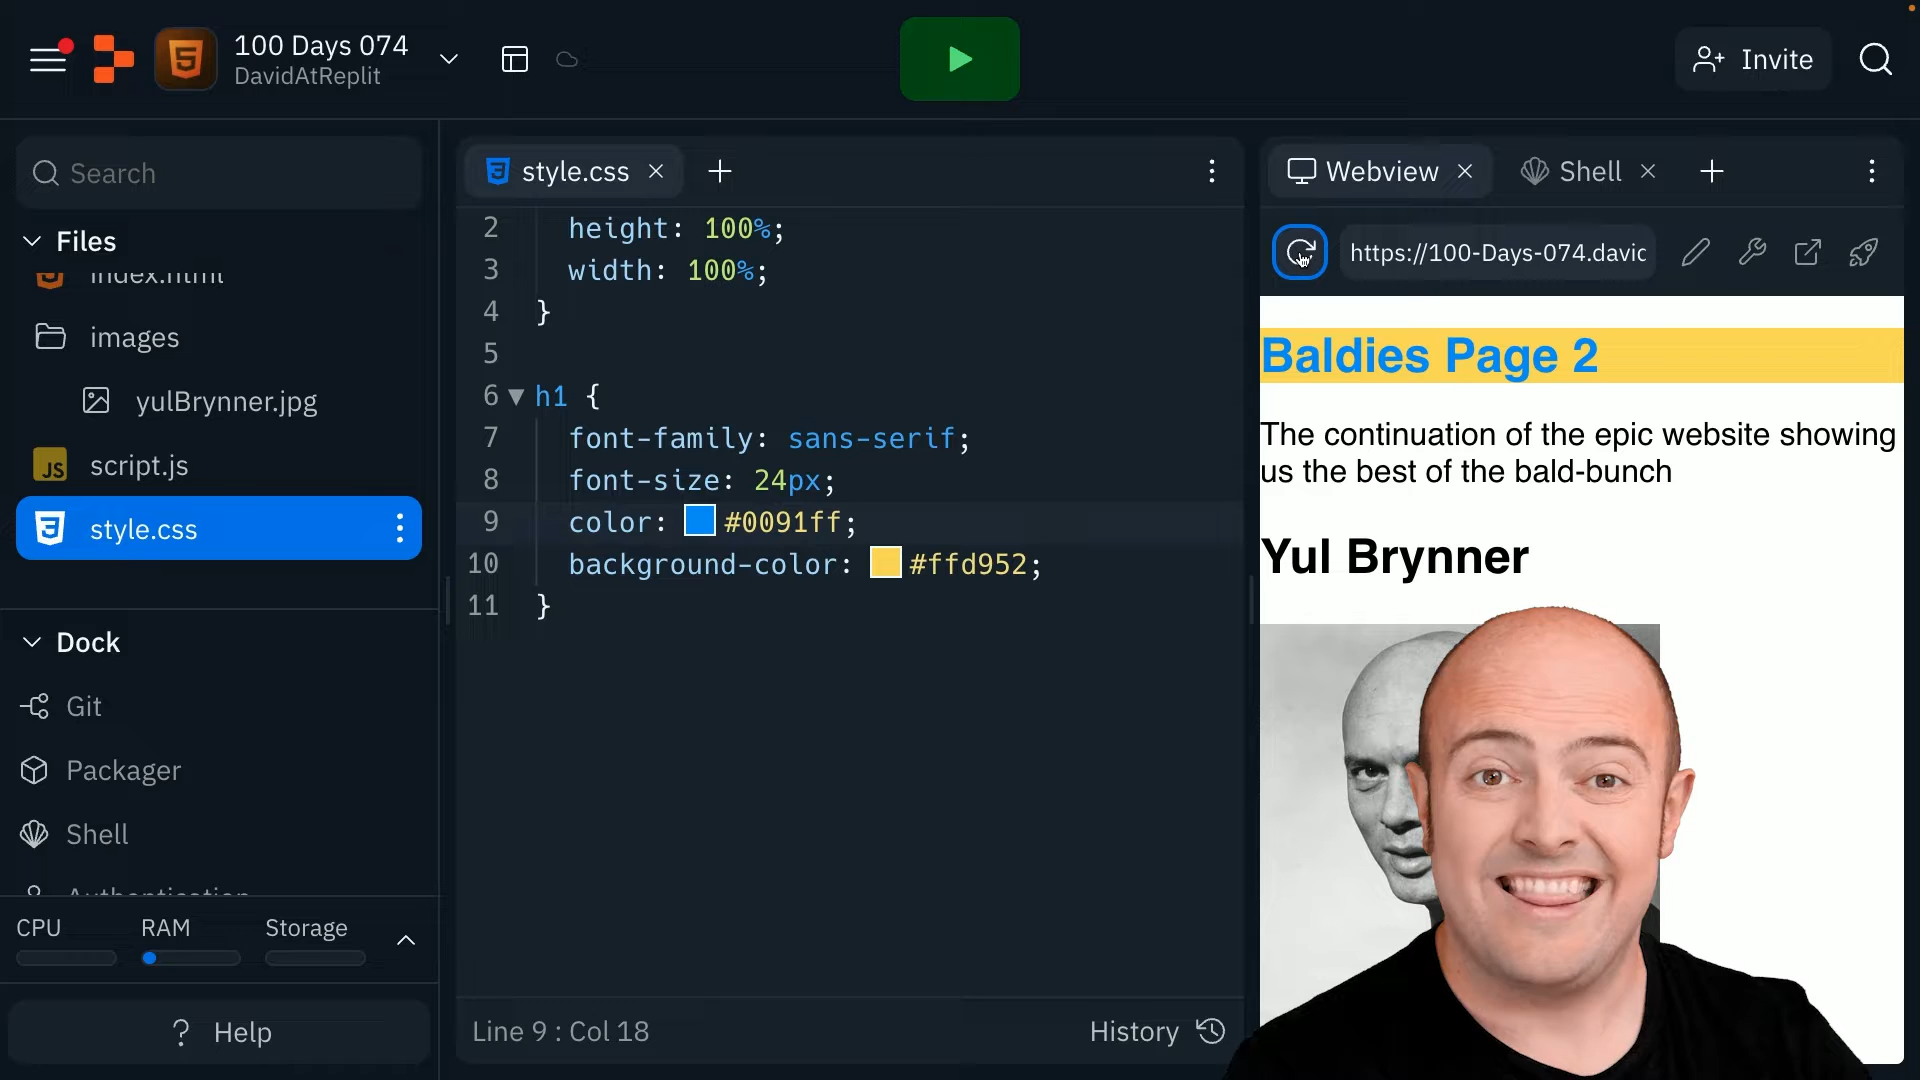 100 Days 074
DavidAtReplit
Invite
Search
Files
index.html
images
yulBrynner.jpg
script.js
style.css
Dock
Git
Packager
Shell
Authentication
CPU
RAM
Storage
? Help
style.css
2 height: 100%;
3 width: 100%;
4 }
5
6 h1 {
7 font-family: sans-serif;
8 font-size: 24px;
9 color: #0091ff;
10 background-color: #ffd952;
11 }
Line 9 : Col 18
History
Webview
Shell
https://100-Days-074.davic
Baldies Page 2
The continuation of the epic website showing
us the best of the bald-bunch
Yul Brynner